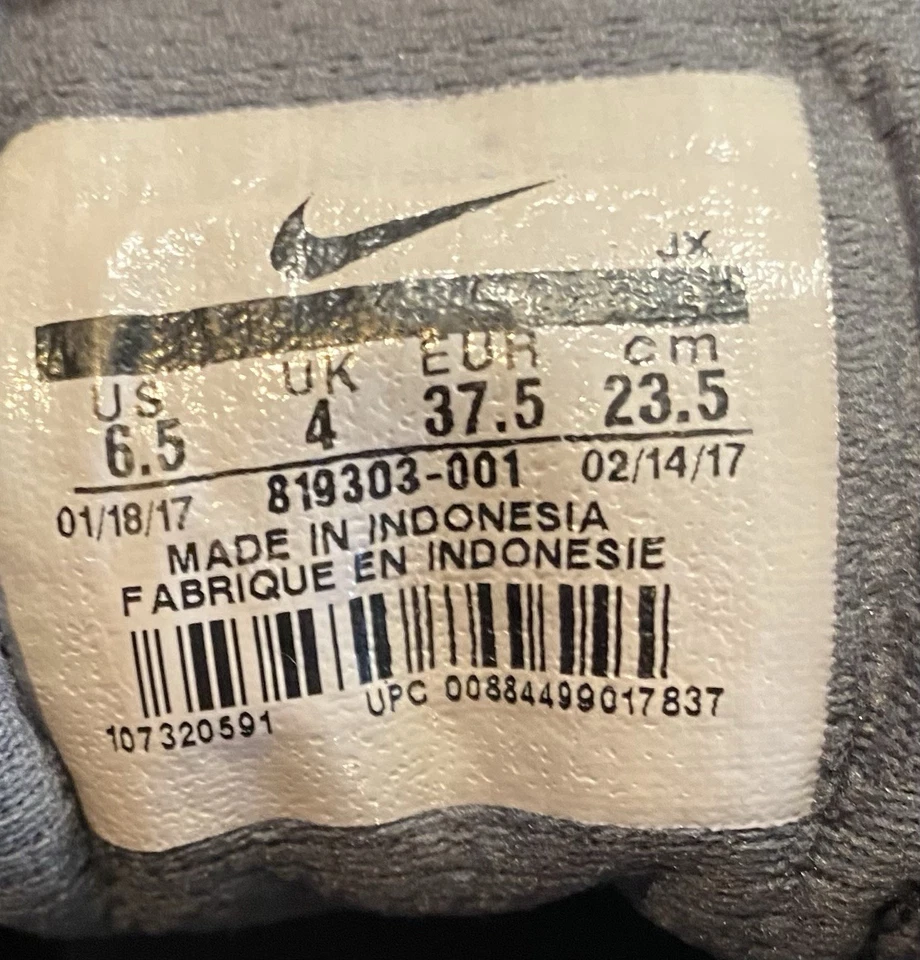 JX
US UK EUR cm
6.5 4 37.5 23.5
01/18/17 819303-001 02/14/17
MADE IN INDONESIA
FABRIQUE EN INDONESIE
107320591 UPC 00884499017837